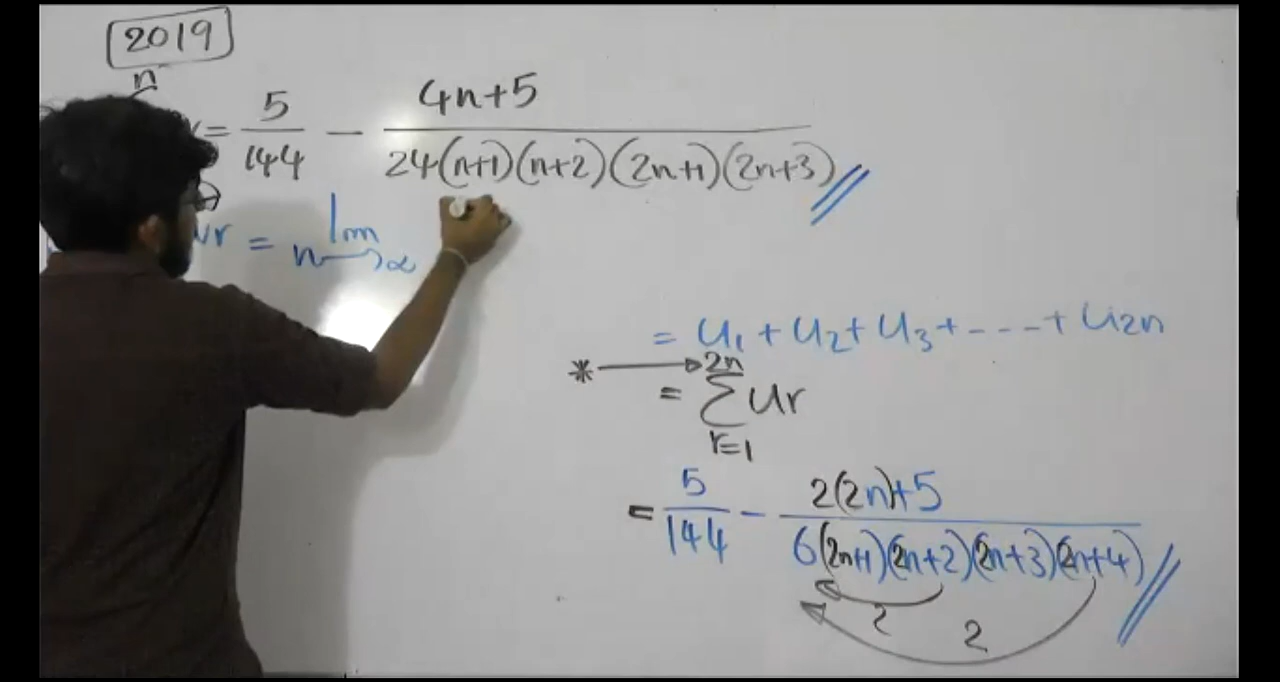 2019
n
= 5/144 - (4n+5)/(24(n+1)(n+2)(2n+1)(2n+3))
r = lim n→∞
= U₁ + U₂ + U₃ + - - - - + U₂n
* → 2n
= Σ Ur
r=1
= 5/144 - (2(2n)+5)/(6(2n+1)(2n+2)(2n+3)(2n+4))
2 2